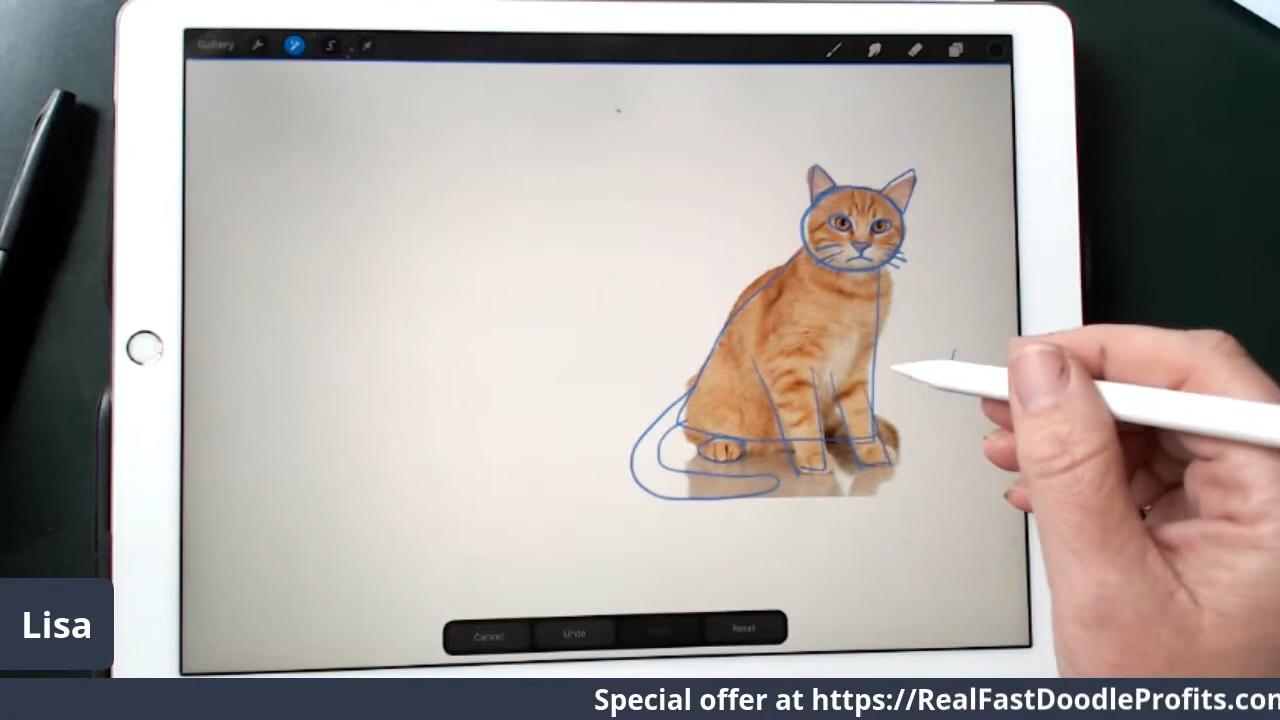 Gallery
Cancel
Undo
Reset
Lisa
Special offer at https://RealFastDoodleProfits.com